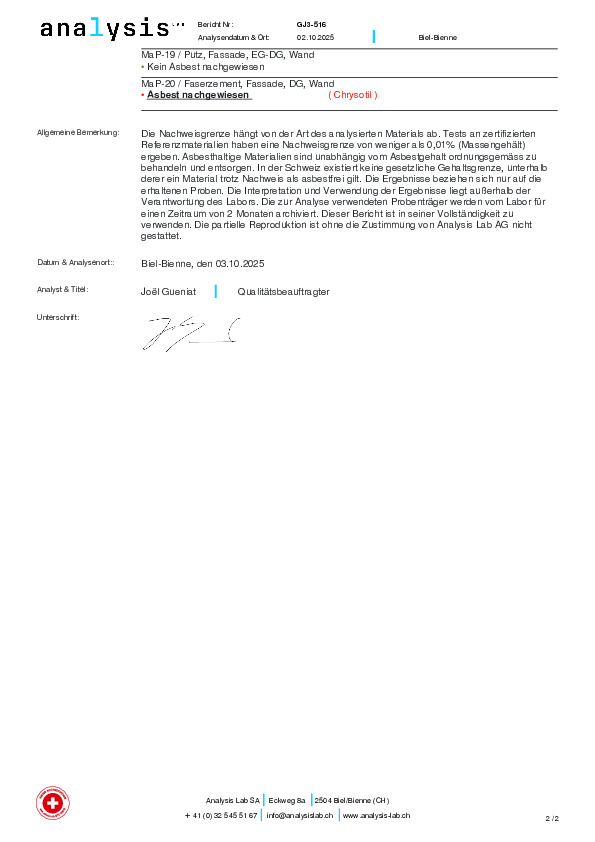 analysis
Bericht Nr: GJ3-516
Analysendatum & Ort: 02.10.2025 Biel-Bienne
MaP-19 / Putz, Fassade, EG-DG, Wand
• Kein Asbest nachgewiesen
MaP-20 / Faserzement, Fassade, DG, Wand
• Asbest nachgewiesen ( Chrysotil )
Allgemeine Bemerkung:
Die Nachweisgrenze hängt von der Art des analysierten Materials ab. Tests an zertifizierten
Referenzmaterialien haben eine Nachweisgrenze von weniger als 0,01% (Massengehält)
ergeben. Asbesthaltige Materialien sind unabhängig vom Asbestgehalt ordnungsgemäss zu
behandeln und entsorgen. In der Schweiz existiert keine gesetzliche Gehaltsgrenze, unterhalb
derer ein Material trotz Nachweis als asbestfrei gilt. Die Ergebnisse beziehen sich nur auf die
erhaltenen Proben. Die Interpretation und Verwendung der Ergebnisse liegt außerhalb der
Verantwortung des Labors. Die zur Analyse verwendeten Probenträger werden vom Labor für
einen Zeitraum von 2 Monaten archiviert. Dieser Bericht ist in seiner Vollständigkeit zu
verwenden. Die partielle Reproduktion ist ohne die Zustimmung von Analysis Lab AG nicht
gestattet.
Datum & Analysenort:: Biel-Bienne, den 03.10.2025
Analyst & Titel: Joël Gueniat Qualitätsbeauftragter
Unterschrift:
Analysis Lab SA Eckweg 8a 2504 Biel/Bienne (CH)
+ 41 (0) 32 545 51 67 info@analysislab.ch www.analysis-lab.ch
2 / 2